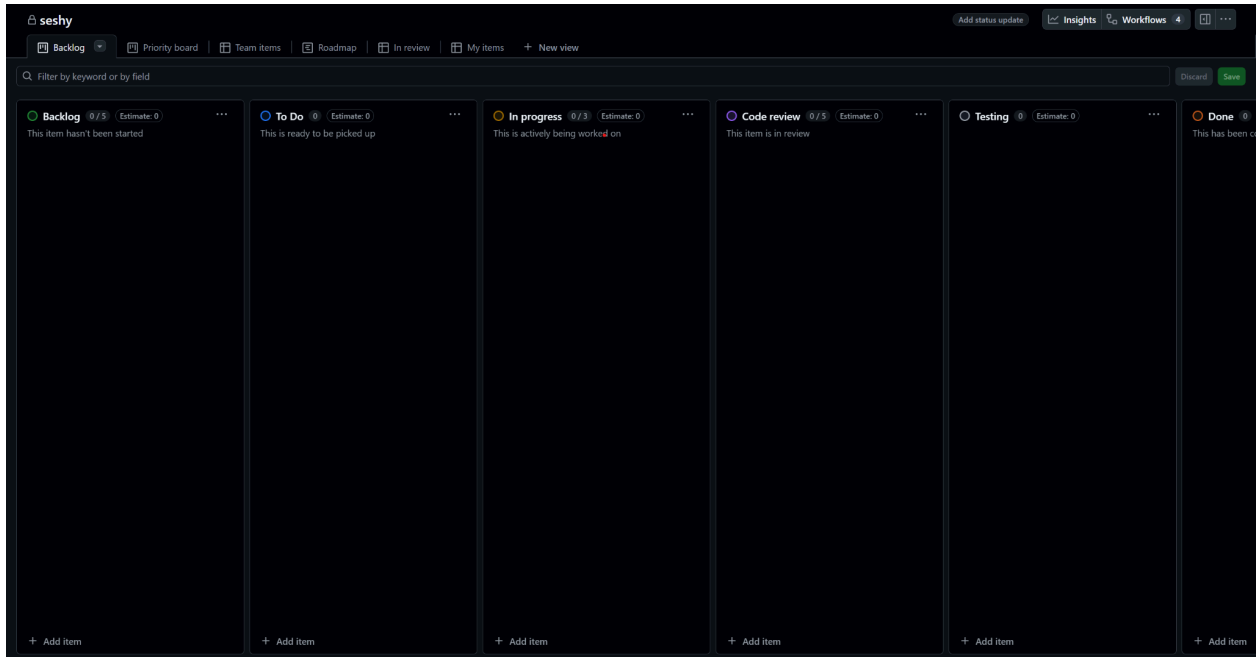 seshy
Add status update
Insights
Workflows 4
Backlog
Priority board
Team items
Roadmap
In review
My items
+ New view
Filter by keyword or by field
Discard
Save
Backlog 0 / 5 Estimate: 0
This item hasn't been started
To Do 0 Estimate: 0
This is ready to be picked up
In progress 0 / 3 Estimate: 0
This is actively being worked on
Code review 0 / 5 Estimate: 0
This item is in review
Testing 0 Estimate: 0
Done 0
This has been
+ Add item
+ Add item
+ Add item
+ Add item
+ Add item
+ Add item